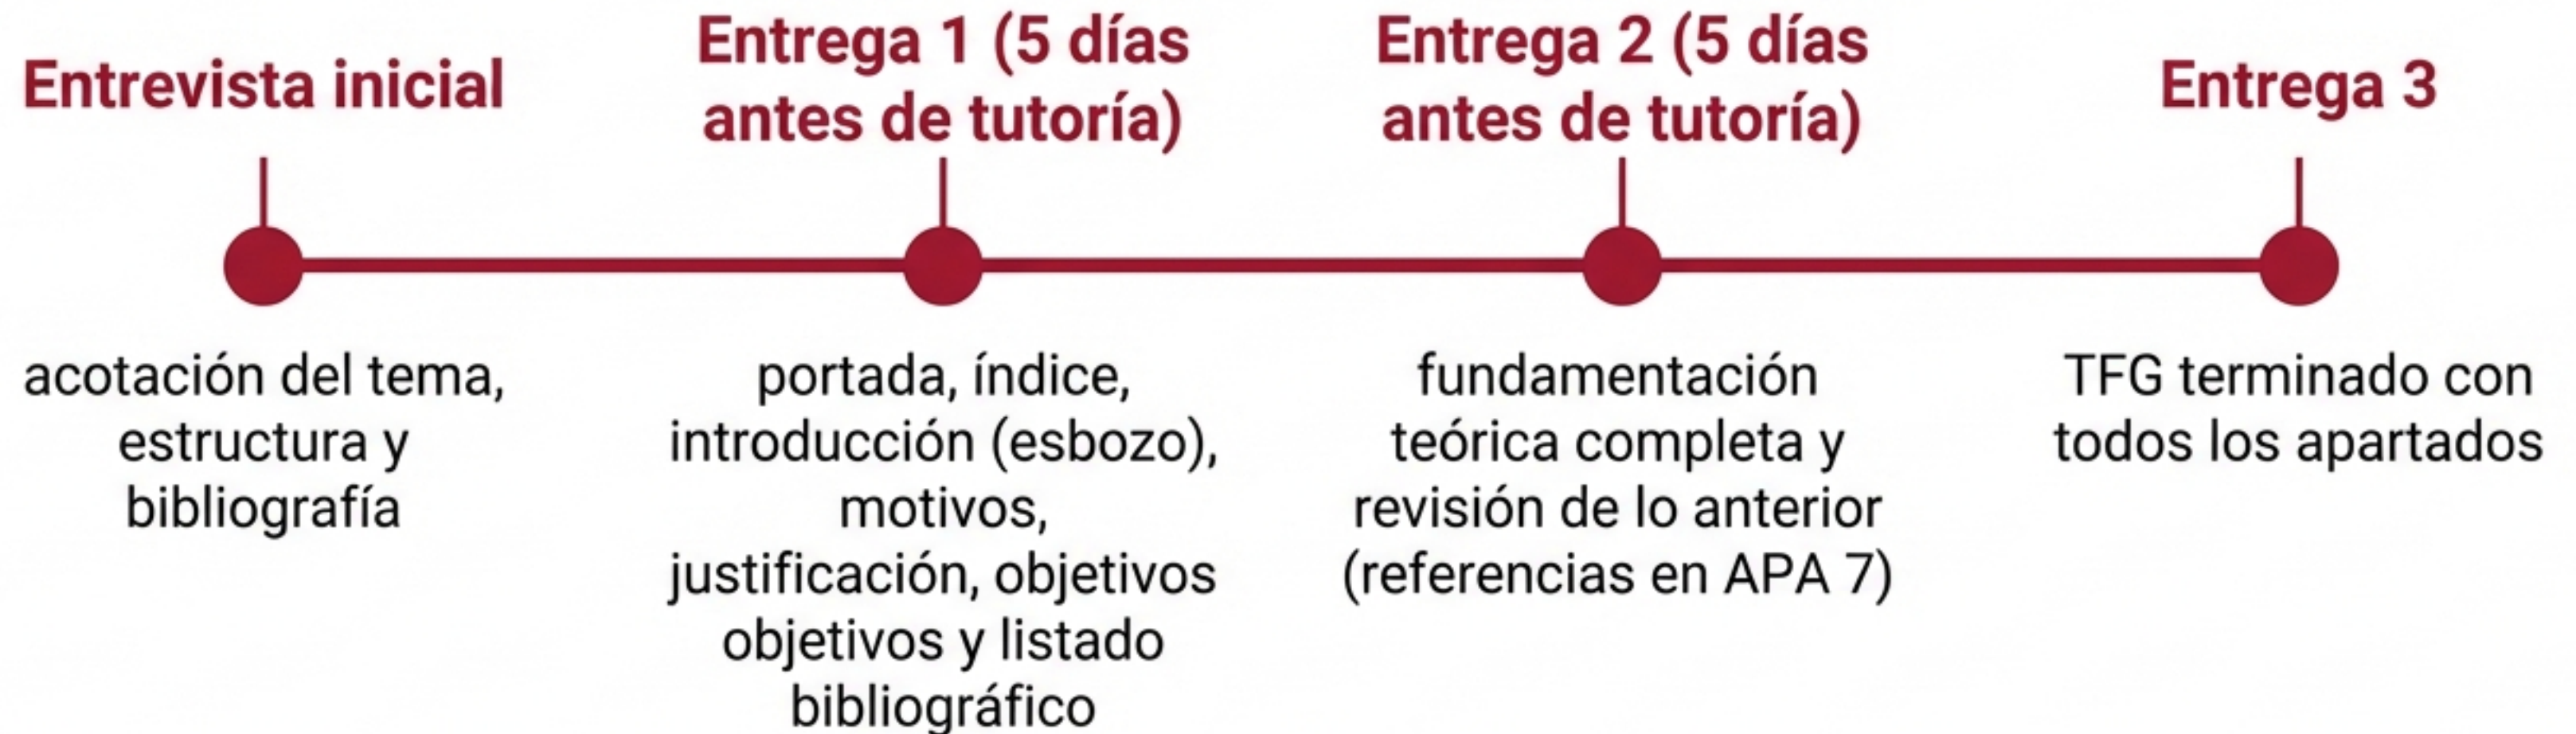 Entrevista inicial
acotación del tema,
estructura y
bibliografía
Entrega 1 (5 días
antes de tutoría)
portada, índice,
introducción (esbozo),
motivos,
justificación, objetivos
objetivos y listado
bibliográfico
Entrega 2 (5 días
antes de tutoría)
fundamentación
teórica completa y
revisión de lo anterior
(referencias en APA 7)
Entrega 3
TFG terminado con
todos los apartados